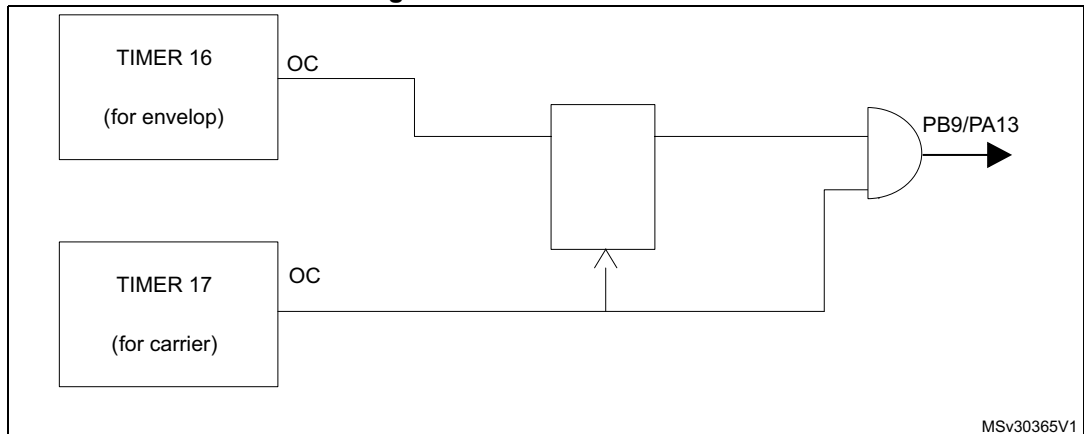 TIMER 16
(for envelop)
OC
PB9/PA13
TIMER 17
(for carrier)
OC
MSv30365V1